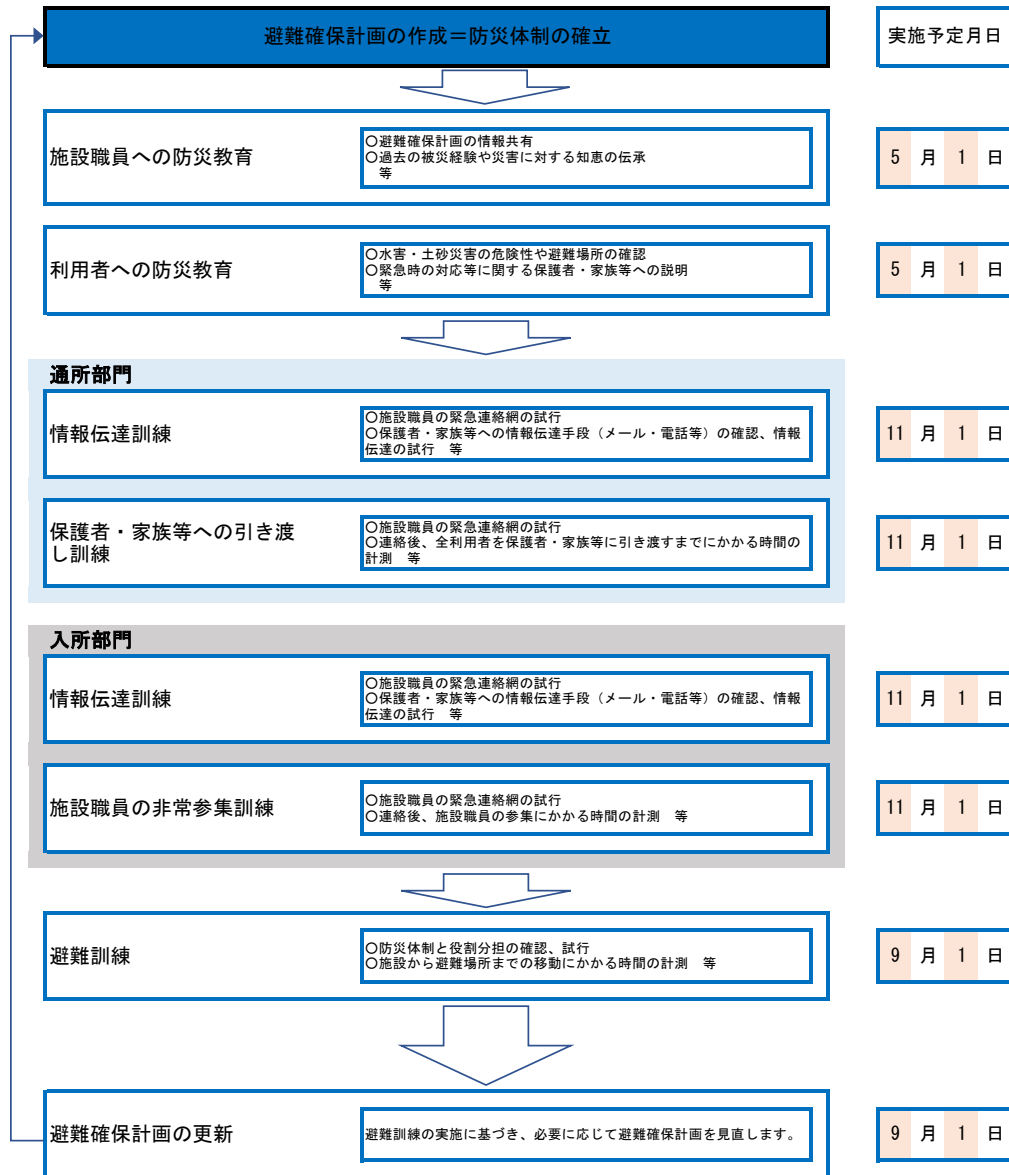 避難確保計画の作成＝防災体制の確立
実施予定月日
施設職員への防災教育
〇避難確保計画の情報共有
〇過去の被災経験や災害に対する知恵の伝承
等
5 月 1 日
利用者への防災教育
〇水害・土砂災害の危険性や避難場所の確認
〇緊急時の対応等に関する保護者・家族等への説明
等
5 月 1 日
通所部門
情報伝達訓練
〇施設職員の緊急連絡網の試行
〇保護者・家族等への情報伝達手段（メール・電話等）の確認、情報
伝達の試行　等
11 月 1 日
保護者・家族等への引き渡
し訓練
〇施設職員の緊急連絡網の試行
〇連絡後、全利用者を保護者・家族等に引き渡すまでにかかる時間の
計測　等
11 月 1 日
入所部門
情報伝達訓練
〇施設職員の緊急連絡網の試行
〇保護者・家族等への情報伝達手段（メール・電話等）の確認、情報
伝達の試行　等
11 月 1 日
施設職員の非常参集訓練
〇施設職員の緊急連絡網の試行
〇連絡後、施設職員の参集にかかる時間の計測　等
11 月 1 日
避難訓練
〇防災体制と役割分担の確認、試行
〇施設から避難場所までの移動にかかる時間の計測　等
9 月 1 日
避難確保計画の更新
避難訓練の実施に基づき、必要に応じて避難確保計画を見直します。
9 月 1 日